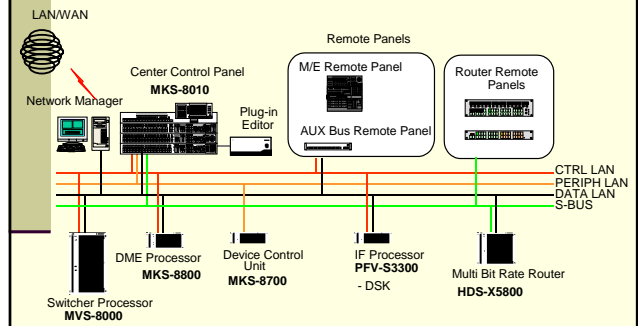 LAN/WAN
Network Manager
Center Control Panel
MKS-8010
Plug-in
Editor
Remote Panels
M/E Remote Panel
AUX Bus Remote Panel
Router Remote
Panels
CTRL LAN
PERIPH LAN
DATA LAN
S-BUS
Switcher Processor
MVS-8000
DME Processor
MKS-8800
Device Control
Unit
MKS-8700
IF Processor
PFV-S3300
- DSK
Multi Bit Rate Router
HDS-X5800